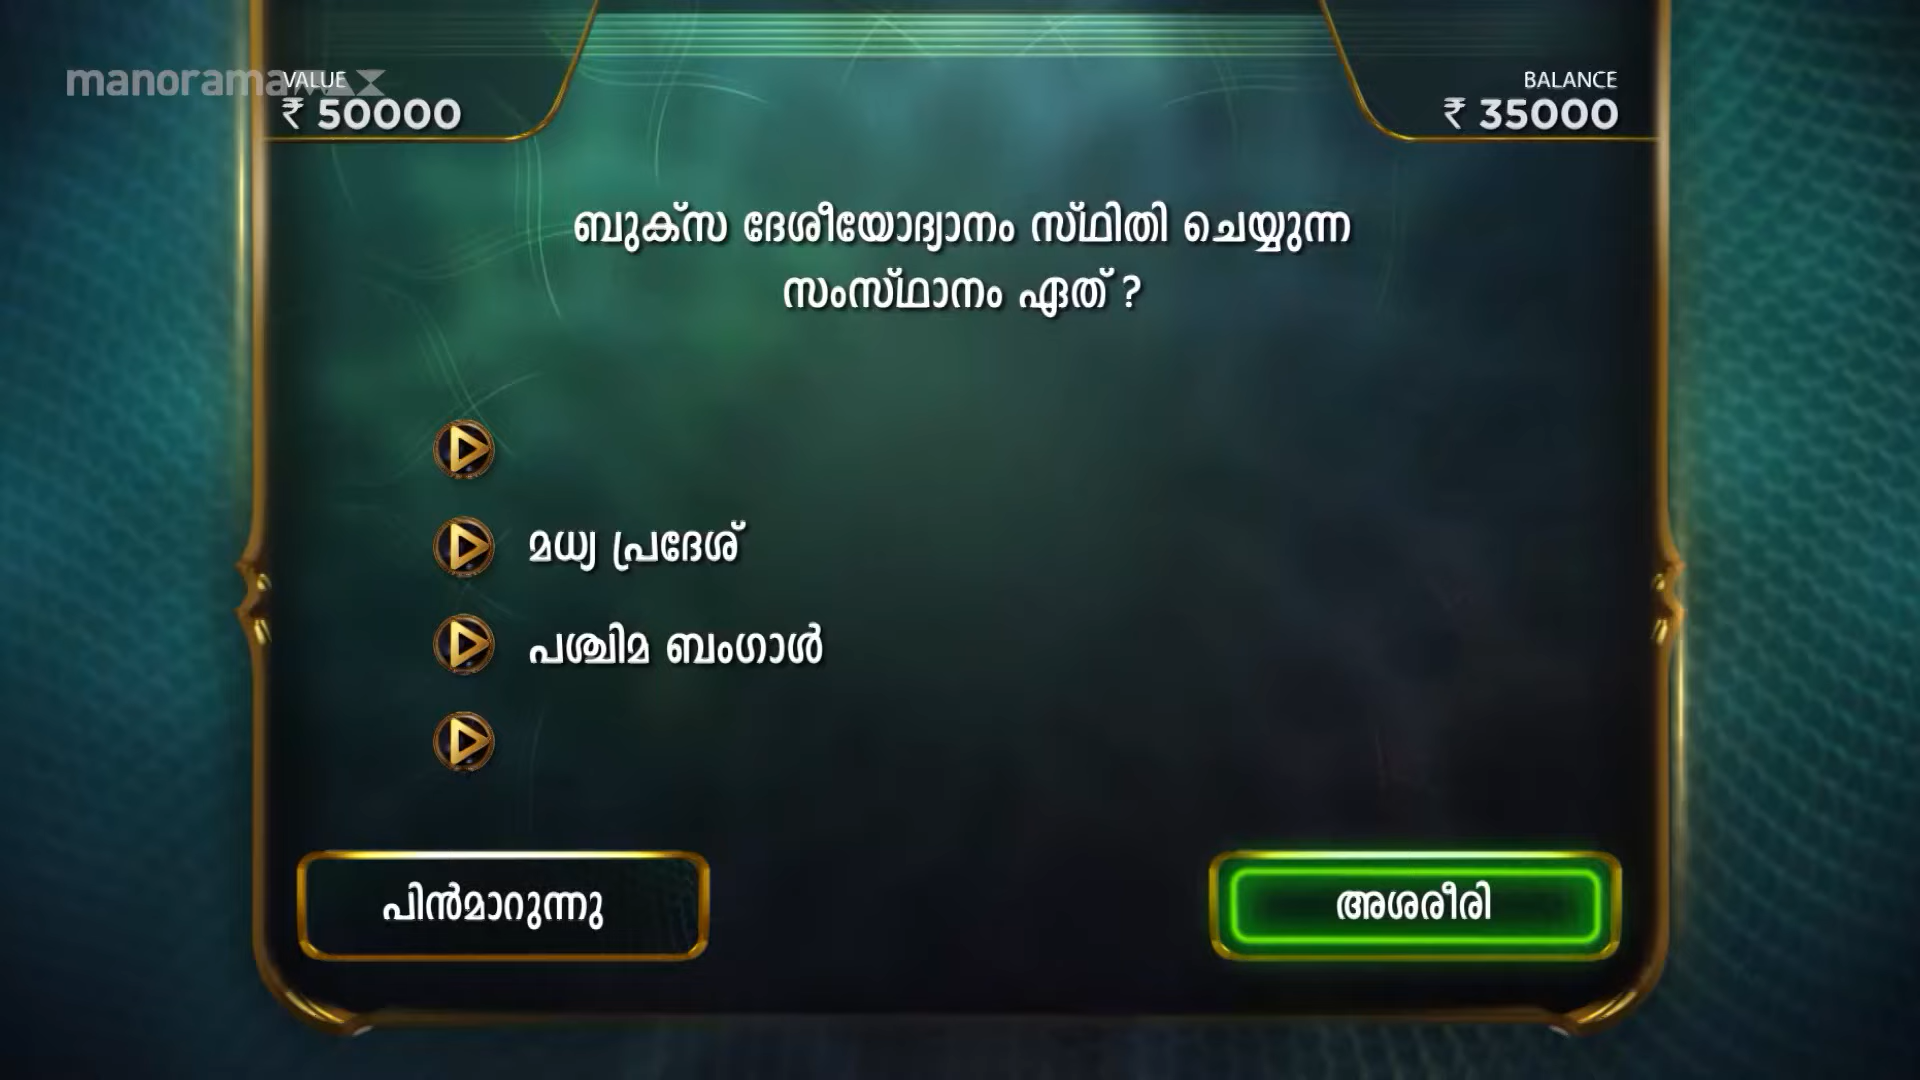 manoramaMAX
VALUE
₹ 50000
BALANCE
₹ 35000
ബുക്സ ദേശീയോദ്യാനം സ്ഥിതി ചെയ്യുന്ന
സംസ്ഥാനം ഏത് ?
മധ്യ പ്രദേശ്
പശ്ചിമ ബംഗാൾ
പിൻമാറുന്നു
അശരീരി